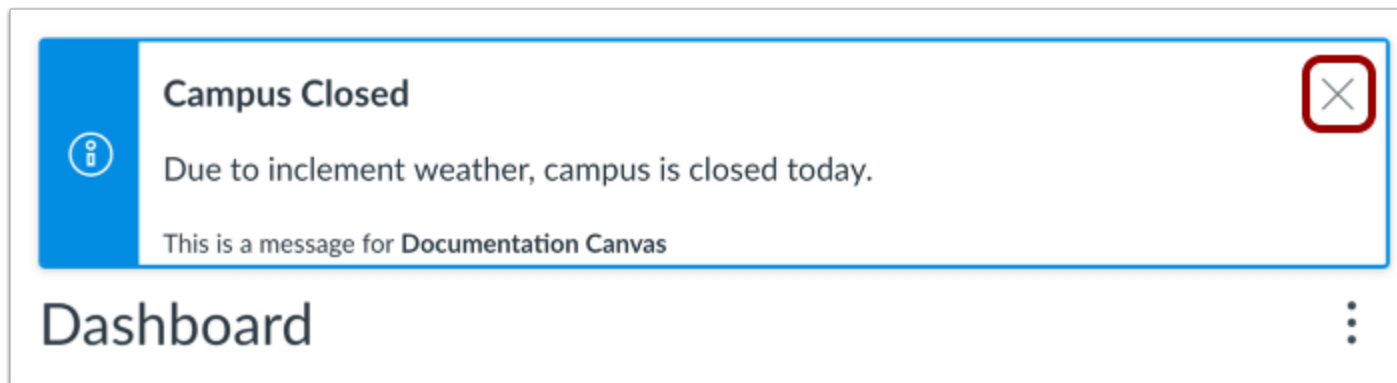 Campus Closed
Due to inclement weather, campus is closed today.
This is a message for Documentation Canvas
Dashboard